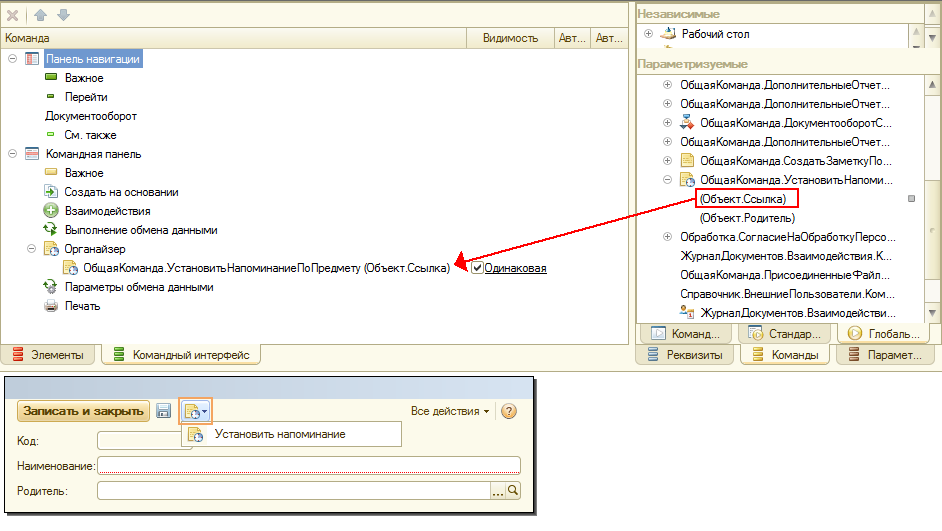 Команда Видимость Авт... Авт...
Панель навигации
Важное
Перейти
Документооборот
См. также
Командная панель
Важное
Создать на основании
Взаимодействия
Выполнение обмена данными
Органайзер
ОбщаяКоманда.УстановитьНапоминаниеПоПредмету (Объект.Ссылка) Одинаковая
Параметры обмена данными
Печать
Элементы Командный интерфейс
Независимые
Рабочий стол
Параметризуемые
ОбщаяКоманда.ДополнительныеОтчет...
ОбщаяКоманда.ДополнительныеОтчет...
ОбщаяКоманда.ДокументооборотС...
ОбщаяКоманда.ДополнительныеОтчет...
ОбщаяКоманда.СоздатьЗаметкуПо...
ОбщаяКоманда.УстановитьНапоми...
(Объект.Ссылка)
(Объект.Родитель)
Обработка.СогласиеНаОбработкуПерсо...
ЖурналДокументов.Взаимодействия.К...
ОбщаяКоманда.ПрисоединенныеФайл...
Справочник.ВнешниеПользователи.Ком...
ЖурналДокументов.Взаимодействи...
Команд... Стандар... Глобаль...
Реквизиты Команды Парамет...
Записать и закрыть Все действия ?
Установить напоминание
Код:
Наименование:
Родитель: ...